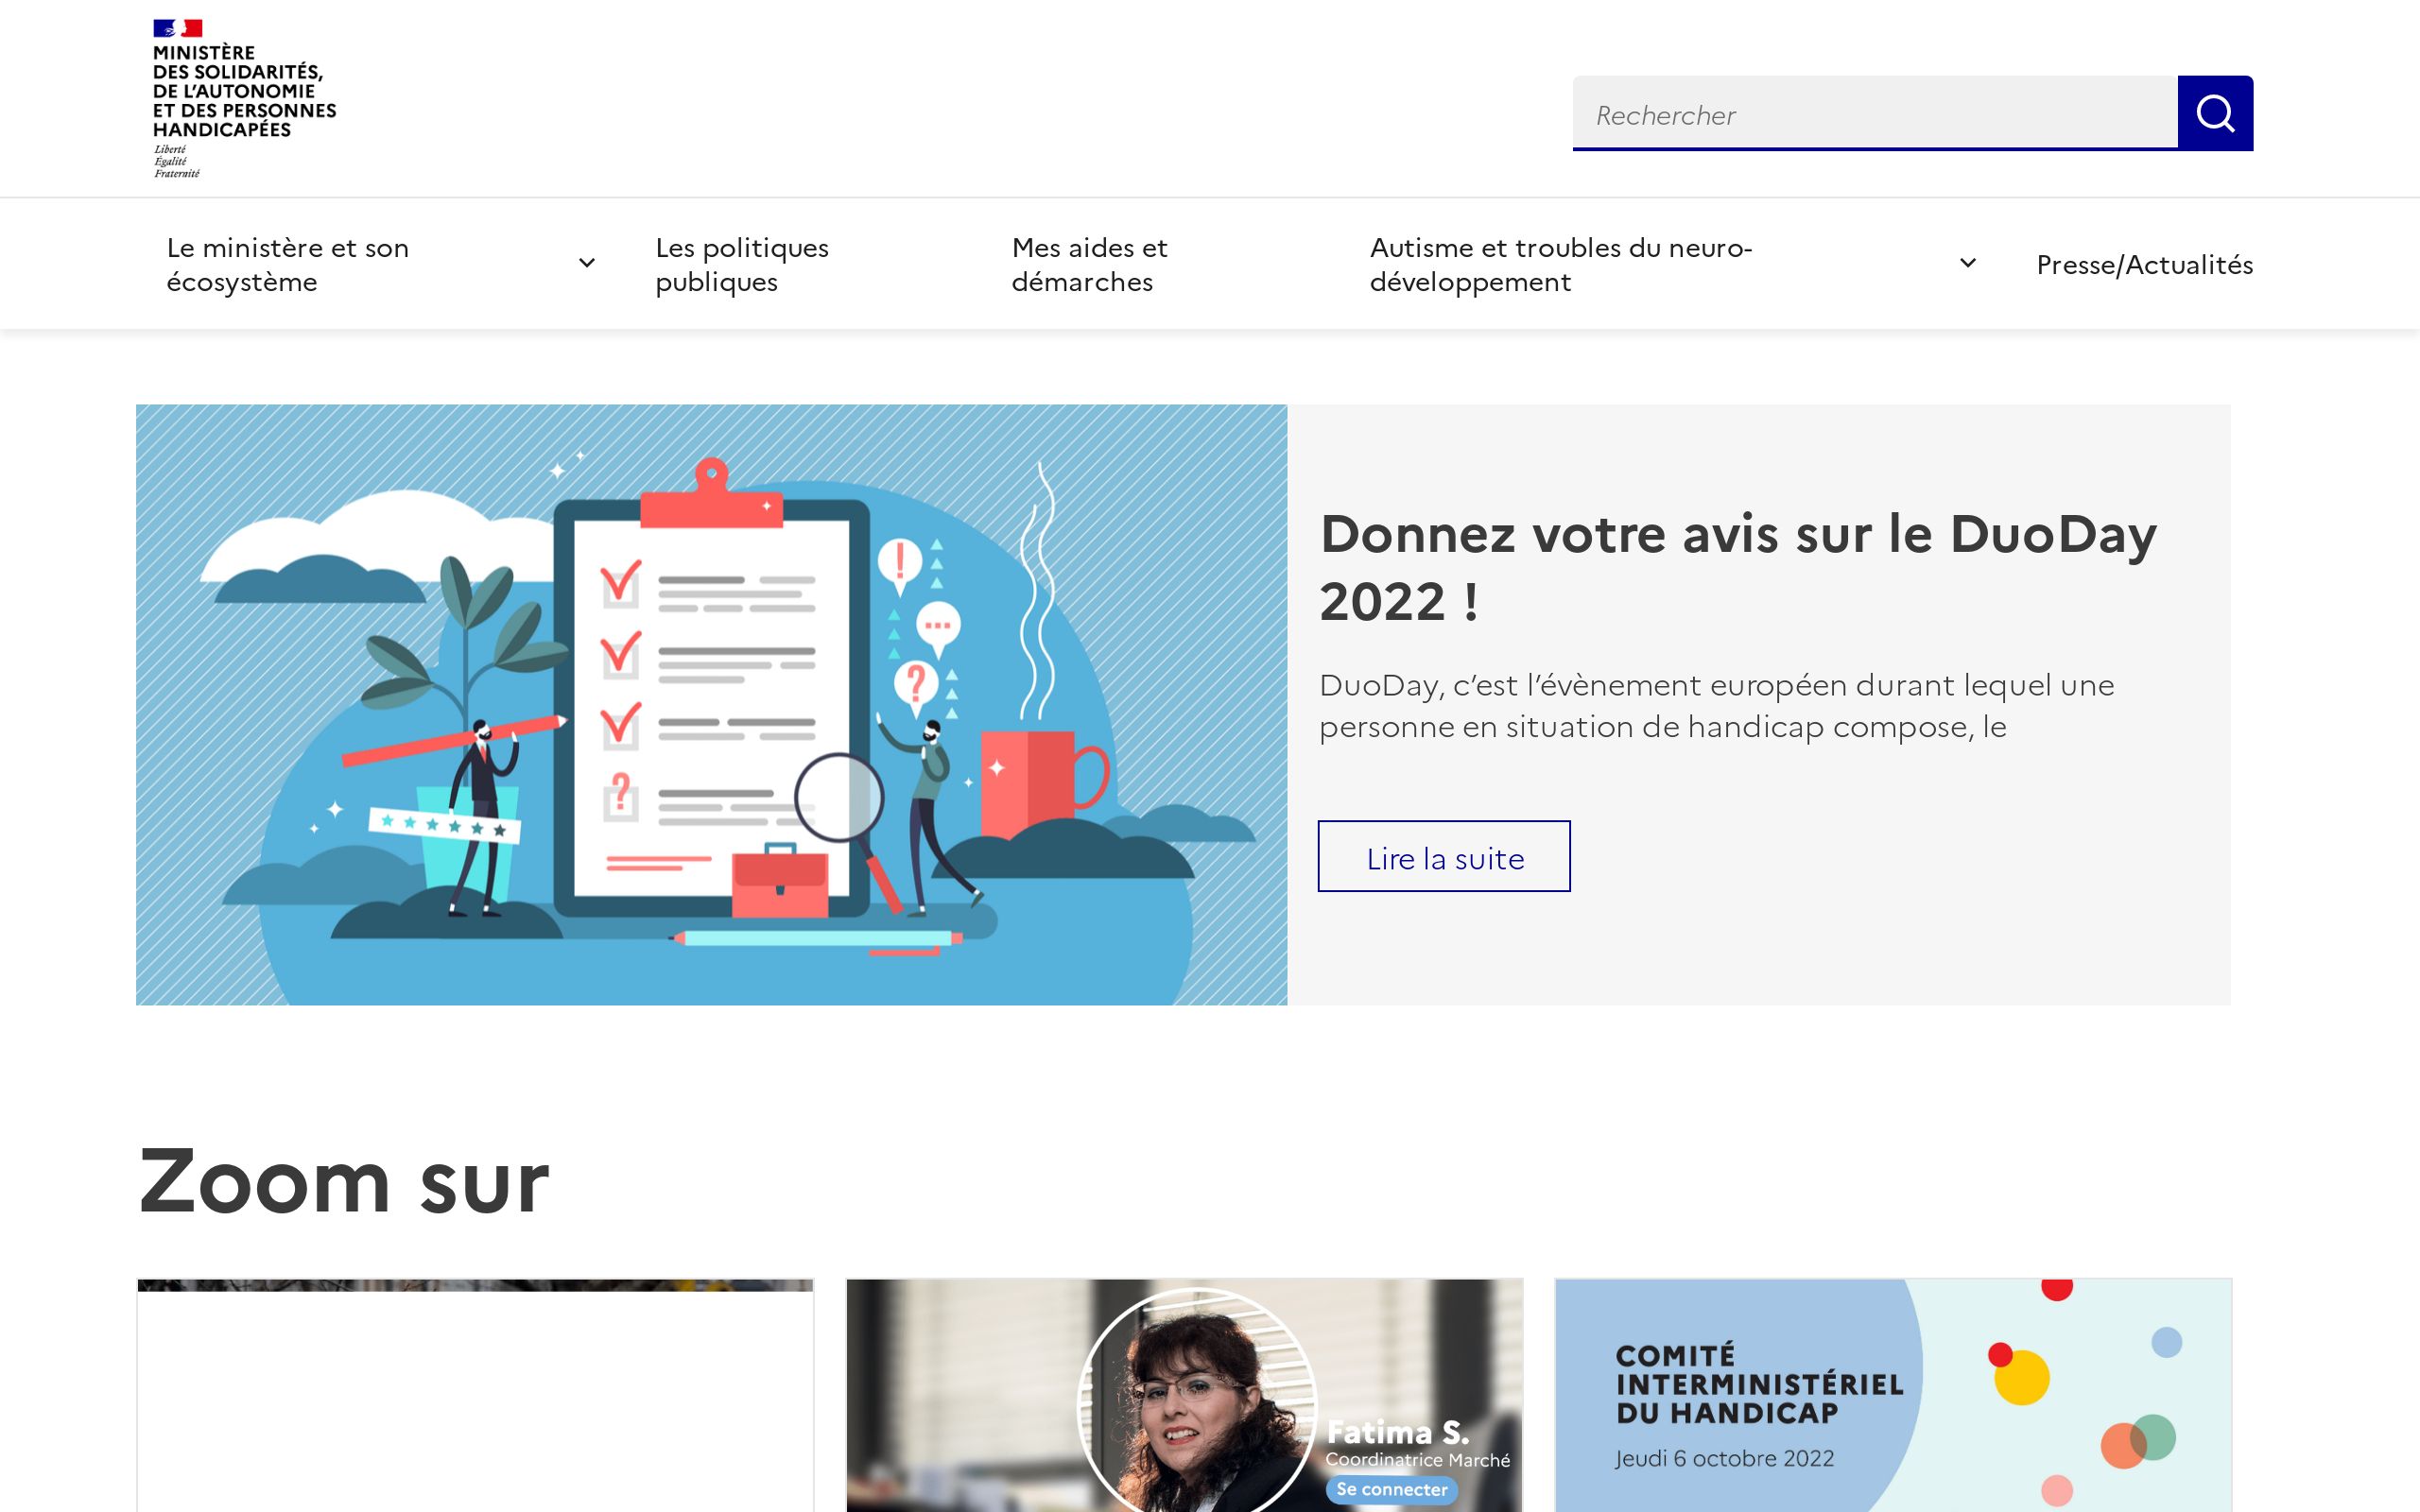 MINISTÈRE
DES SOLIDARITÉS,
DE L'AUTONOMIE
ET DES PERSONNES
HANDICAPÉES
Liberté
Égalité
Fraternité
Rechercher
Le ministère et son
écosystème
Les politiques
publiques
Mes aides et
démarches
Autisme et troubles du neuro-
développement
Presse/Actualités
Donnez votre avis sur le DuoDay
2022 !
DuoDay, c’est l’évènement européen durant lequel une
personne en situation de handicap compose, le
Lire la suite
Zoom sur
Fatima S.
Coordinatrice Marché
Se connecter
COMITÉ
INTERMINISTÉRIEL
DU HANDICAP
Jeudi 6 octobre 2022